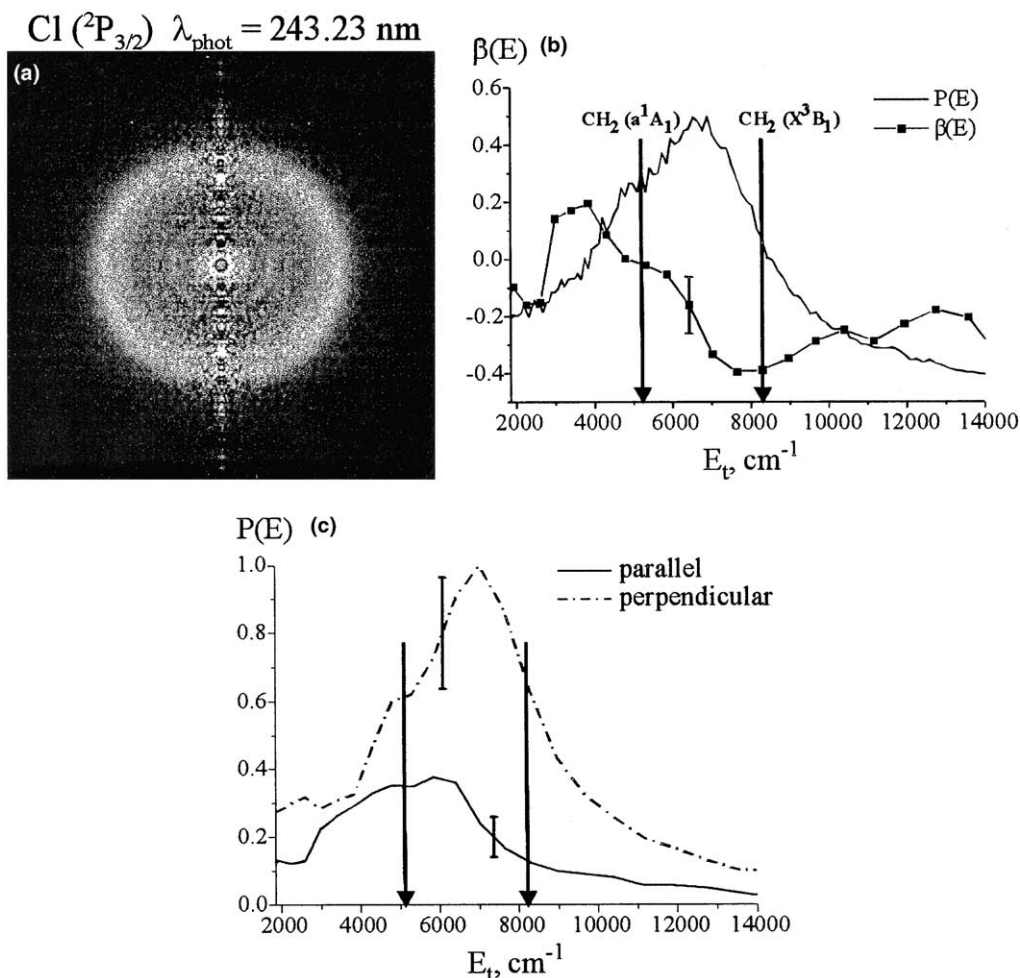 Cl (²P₃/₂) λphot = 243.23 nm
(a)
β(E) (b)
0.6
0.4
0.2
0.0
-0.2
-0.4
CH₂ (a¹A₁)
CH₂ (X³B₁)
P(E)
β(E)
2000 4000 6000 8000 10000 12000 14000
Eₜ, cm⁻¹
P(E) (c)
1.0
0.8
0.6
0.4
0.2
0.0
parallel
perpendicular
2000 4000 6000 8000 10000 12000 14000
Eₜ, cm⁻¹